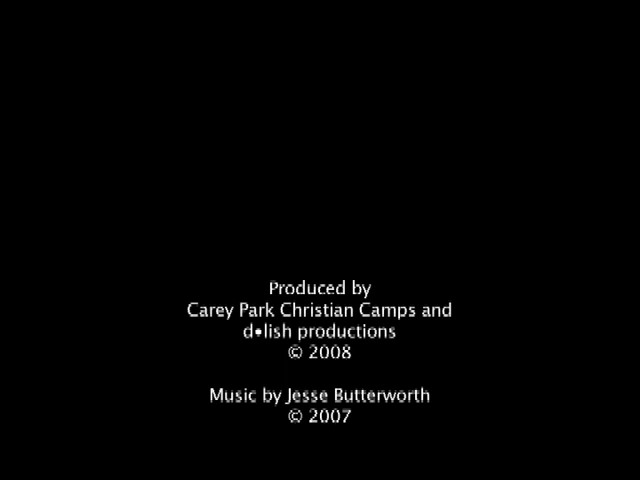 Produced by
Carey Park Christian Camps and
d•lish productions
© 2008
Music by Jesse Butterworth
© 2007